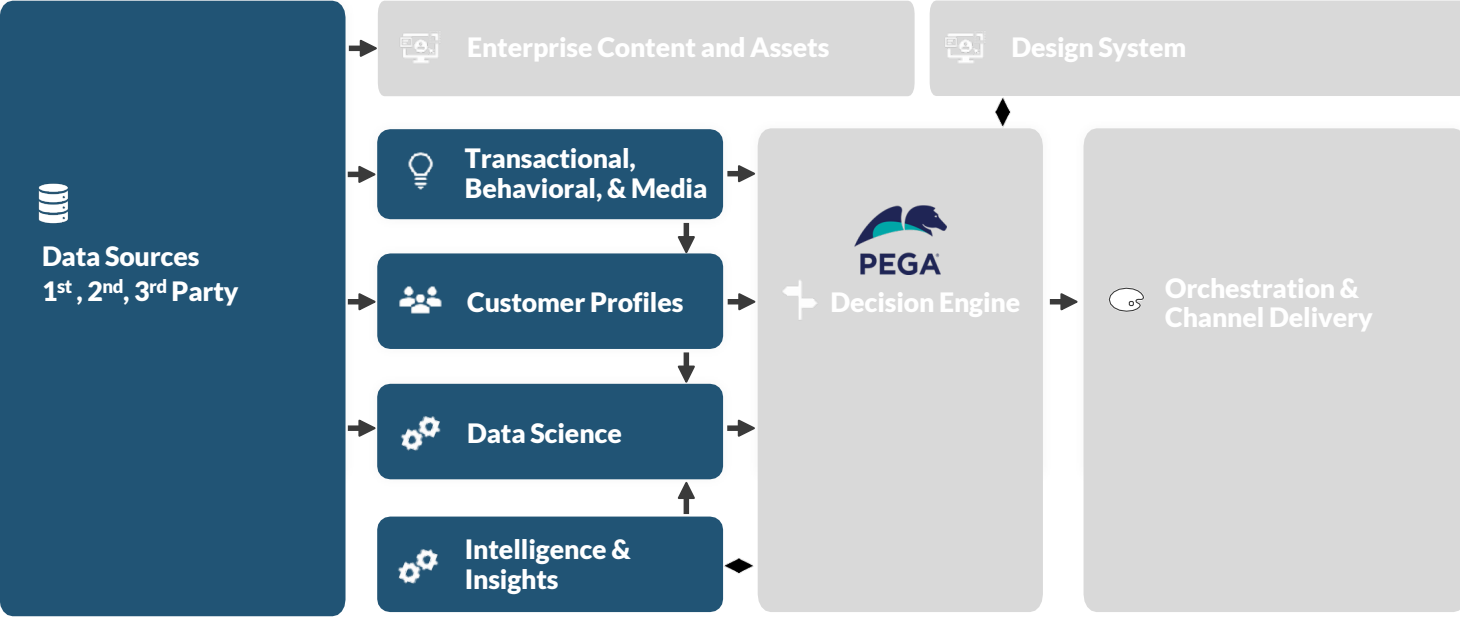 Enterprise Content and Assets
Design System
Transactional,
Behavioral, & Media
Data Sources
1st , 2nd, 3rd Party
Customer Profiles
PEGA
Decision Engine
Orchestration &
Channel Delivery
Data Science
Intelligence &
Insights